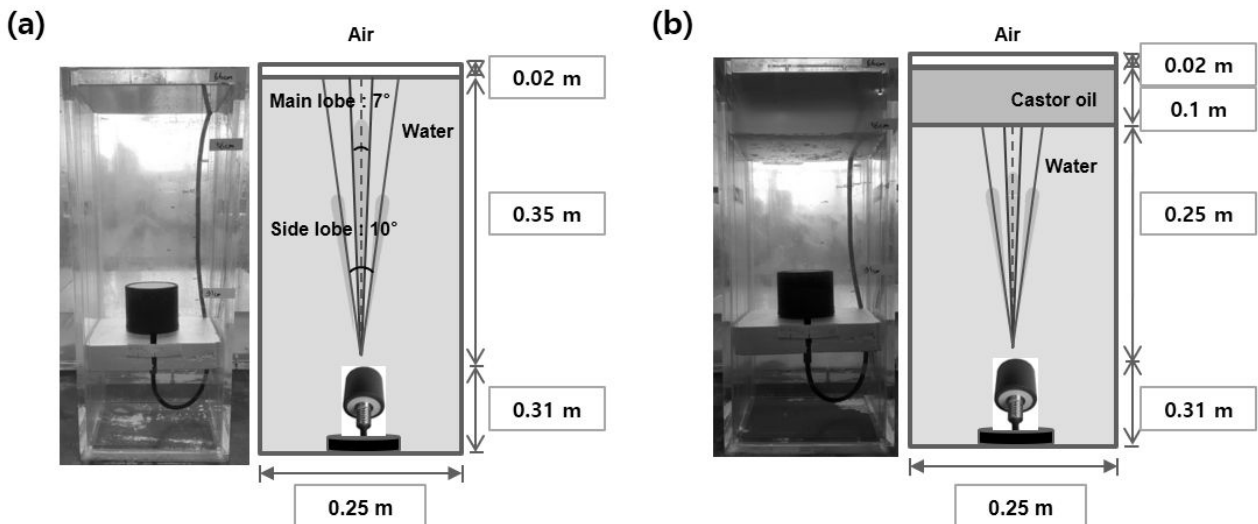 (a)
Air
Main lobe : 7°
Water
Side lobe : 10°
0.02 m
0.35 m
0.31 m
0.25 m
(b)
Air
Castor oil
Water
0.02 m
0.1 m
0.25 m
0.31 m
0.25 m